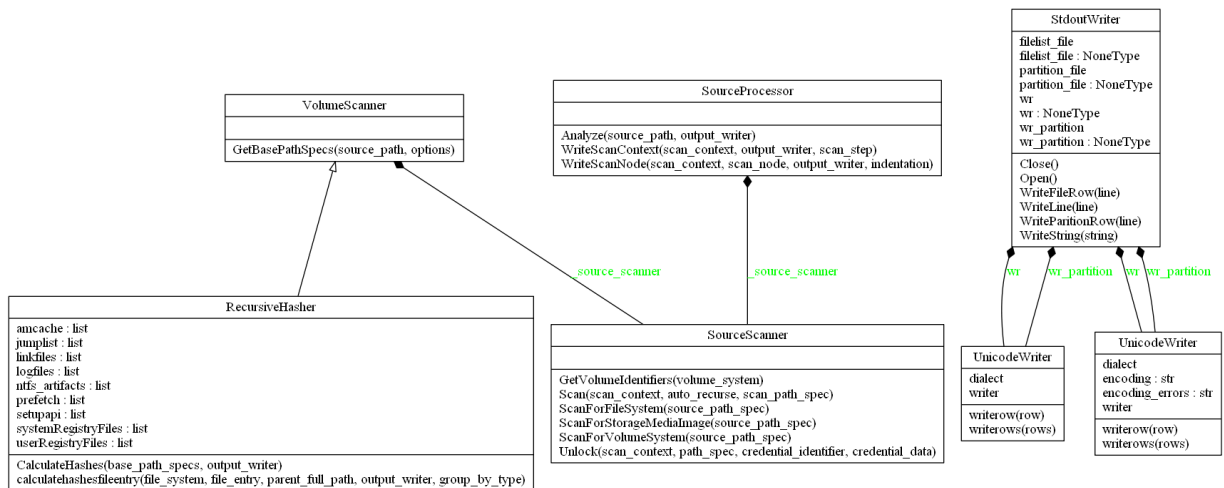 VolumeScanner
GetBasePathSpecs(source_path, options)
SourceProcessor
Analyze(source_path, output_writer)
WriteScanContext(scan_context, output_writer, scan_step)
WriteScanNode(scan_context, scan_node, output_writer, indentation)
StdoutWriter
filelist_file
filelist_file : NoneType
partition_file
partition_file : NoneType
wr
wr : NoneType
wr_partition
wr_partition : NoneType
Close()
Open()
WriteFileRow(line)
WriteLine(line)
WriteParitionRow(line)
WriteString(string)
_source_scanner
_source_scanner
wr
wr_partition
wr
wr_partition
RecursiveHasher
amcache : list
jumplist : list
linkfiles : list
logfiles : list
ntfs_artifacts : list
prefetch : list
setupapi : list
systemRegistryFiles : list
userRegistryFiles : list
CalculateHashes(base_path_specs, output_writer)
calculatehashesfileentry(file_system, file_entry, parent_full_path, output_writer, group_by_type)
SourceScanner
GetVolumeIdentifiers(volume_system)
Scan(scan_context, auto_recurse, scan_path_spec)
ScanForFileSystem(source_path_spec)
ScanForStorageMediaImage(source_path_spec)
ScanForVolumeSystem(source_path_spec)
Unlock(scan_context, path_spec, credential_identifier, credential_data)
UnicodeWriter
dialect
writer
writerow(row)
writerows(rows)
UnicodeWriter
dialect
encoding : str
encoding_errors : str
writer
writerow(row)
writerows(rows)